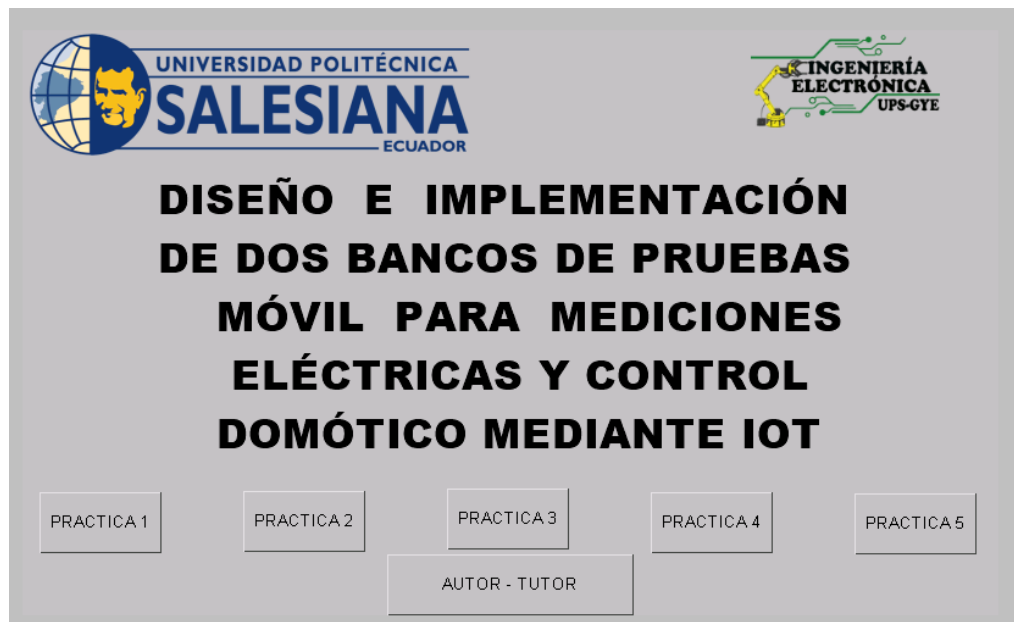 UNIVERSIDAD POLITÉCNICA
SALESIANA
ECUADOR
INGENIERÍA
ELECTRÓNICA
UPS-GYE
DISEÑO E IMPLEMENTACIÓN
DE DOS BANCOS DE PRUEBAS
MÓVIL PARA MEDICIONES
ELÉCTRICAS Y CONTROL
DOMÓTICO MEDIANTE IOT
PRACTICA 1
PRACTICA 2
PRACTICA 3
PRACTICA 4
PRACTICA 5
AUTOR - TUTOR